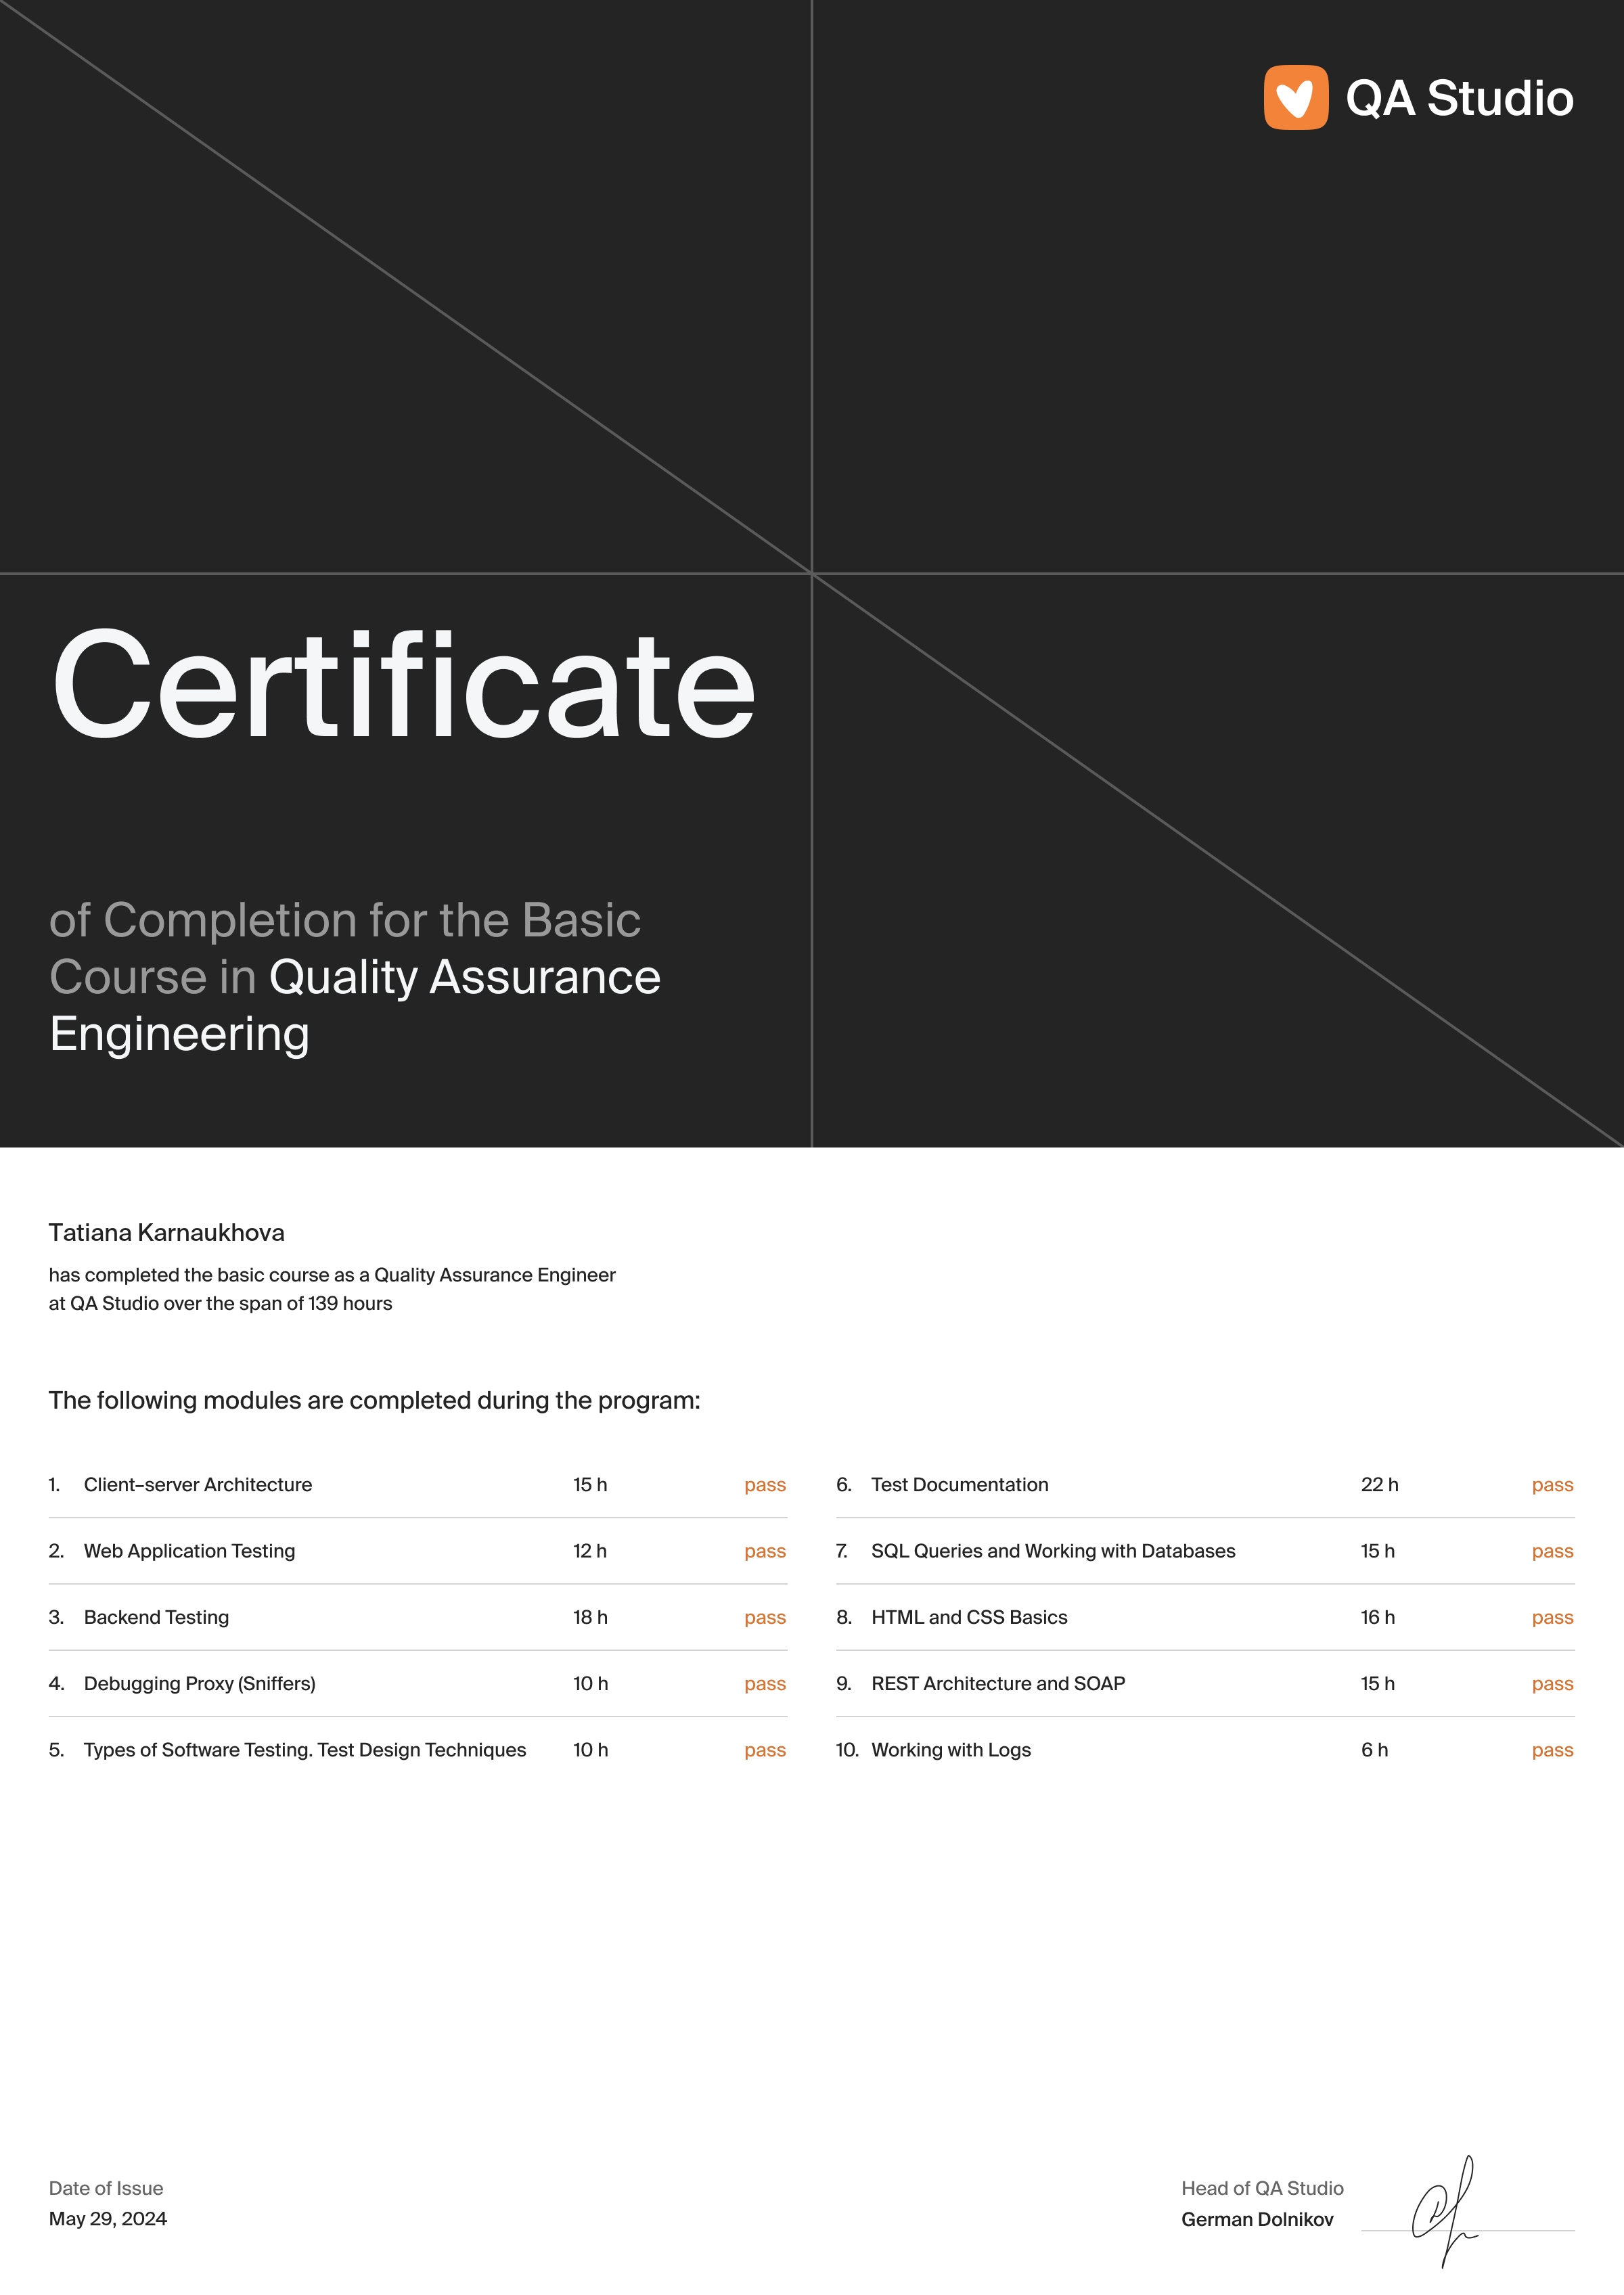 QA Studio
Certificate
of Completion for the Basic
Course in Quality Assurance
Engineering
Tatiana Karnaukhova
has completed the basic course as a Quality Assurance Engineer
at QA Studio over the span of 139 hours
The following modules are completed during the program:
1. Client–server Architecture 15 h pass
2. Web Application Testing 12 h pass
3. Backend Testing 18 h pass
4. Debugging Proxy (Sniffers) 10 h pass
5. Types of Software Testing. Test Design Techniques 10 h pass
6. Test Documentation 22 h pass
7. SQL Queries and Working with Databases 15 h pass
8. HTML and CSS Basics 16 h pass
9. REST Architecture and SOAP 15 h pass
10. Working with Logs 6 h pass
Date of Issue
May 29, 2024
Head of QA Studio
German Dolnikov